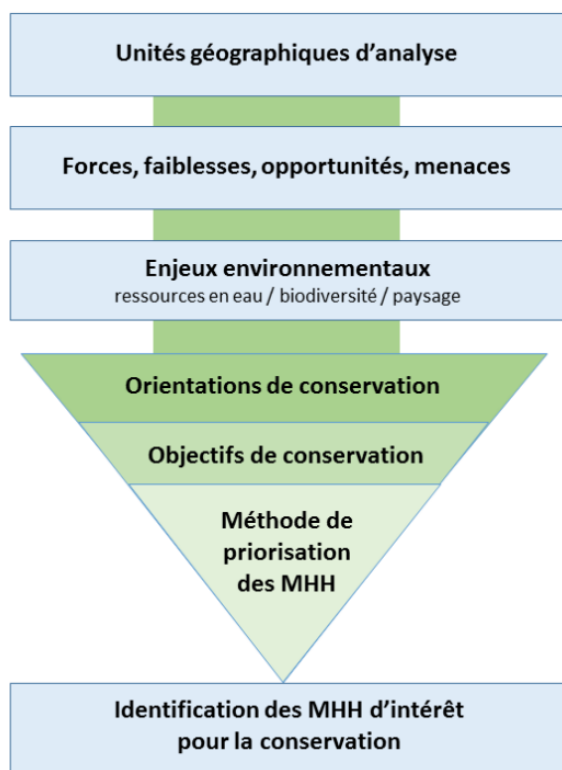 Unités géographiques d’analyse
Forces, faiblesses, opportunités, menaces
Enjeux environnementaux
ressources en eau / biodiversité / paysage
Orientations de conservation
Objectifs de conservation
Méthode de
priorisation
des MHH
Identification des MHH d’intérêt
pour la conservation